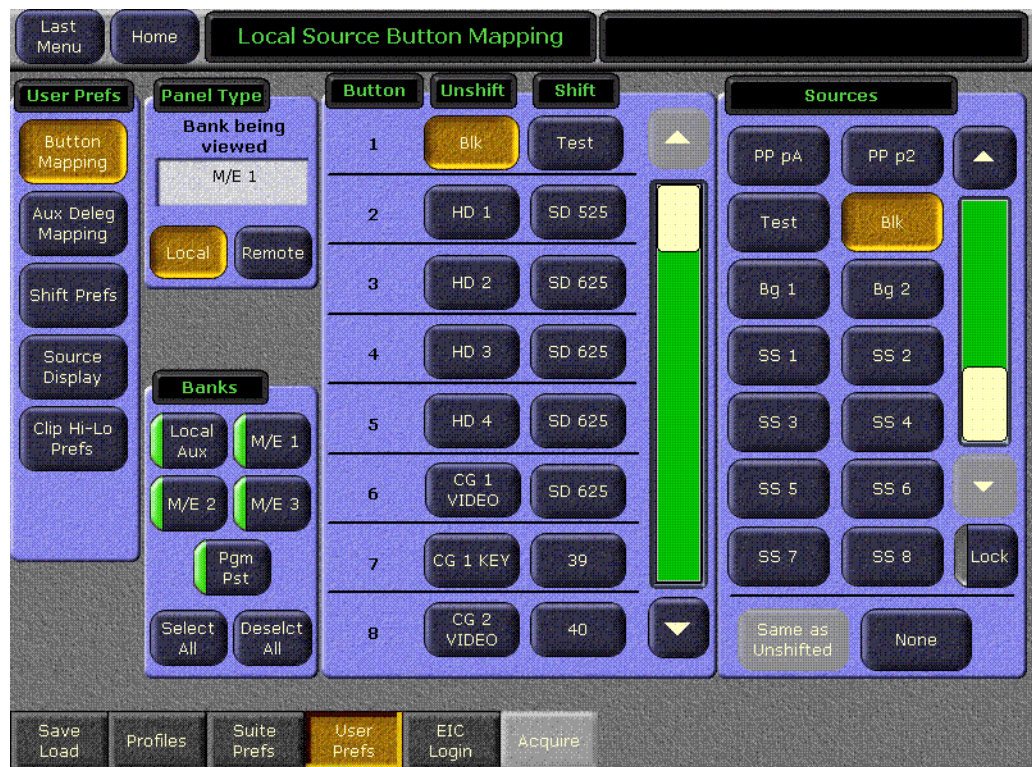 Last
Menu
Home
Local Source Button Mapping
User Prefs
Button
Mapping
Aux Deleg
Mapping
Shift Prefs
Source
Display
Clip Hi-Lo
Prefs
Panel Type
Bank being
viewed
M/E 1
Local
Remote
Banks
Local
Aux
M/E 1
M/E 2
M/E 3
Pgm
Pst
Select
All
Deselct
All
Button
Unshift
Shift
1
Blk
Test
2
HD 1
SD 525
3
HD 2
SD 625
4
HD 3
SD 625
5
HD 4
SD 625
6
CG 1
VIDEO
SD 625
7
CG 1 KEY
39
8
CG 2
VIDEO
40
Sources
PP pA
PP p2
Test
Blk
Bg 1
Bg 2
SS 1
SS 2
SS 3
SS 4
SS 5
SS 6
SS 7
SS 8
Lock
Same as
Unshifted
None
Save
Load
Profiles
Suite
Prefs
User
Prefs
EIC
Login
Acquire